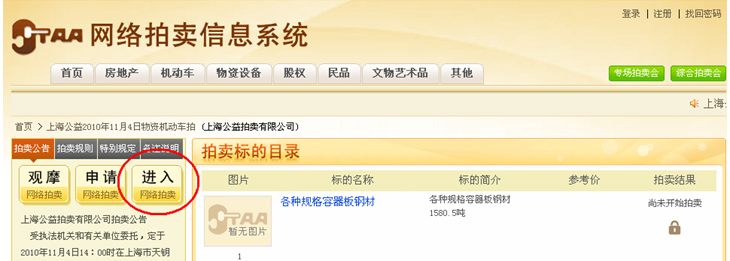 登录 | 注册 | 找回密码
OTAA 网络拍卖信息系统
首页 房地产 机动车 物资设备 股权 民品 文物艺术品 其他 专场拍卖会 综合拍卖会
上海
首页 > 上海公益2010年11月4日物资机动车拍 (上海公益拍卖有限公司)
拍卖公告 拍卖规则 特别规定 备注说明
观摩 网络拍卖
申请 网络拍卖
进入 网络拍卖
上海公益拍卖有限公司拍卖公告
受执法机关和有关单位委托，定于
2010年11月4日14：00时在上海市天钥
拍卖标的目录
图片 标的名称 标的简介 参考价 拍卖结果
OTAA 暂无图片
1
各种规格容器板钢材
各种规格容器板钢材
1580.5吨
尚未开始拍卖